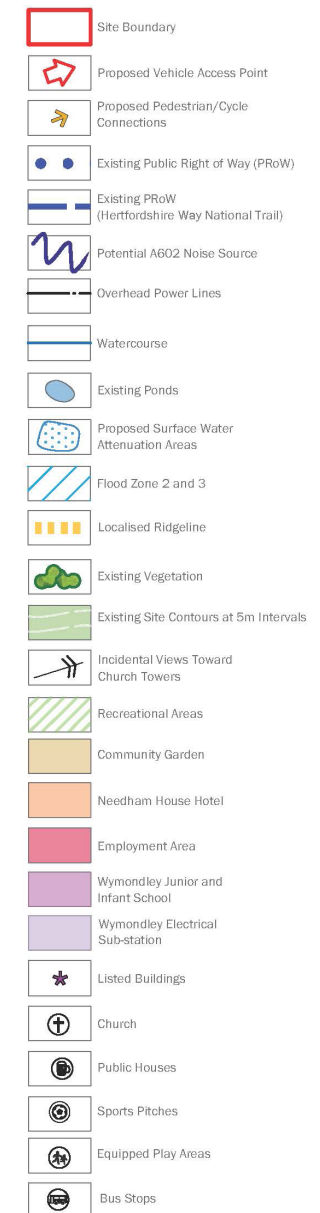 Site Boundary
Proposed Vehicle Access Point
Proposed Pedestrian/Cycle
Connections
Existing Public Right of Way (PRoW)
Existing PRoW
(Hertfordshire Way National Trail)
Potential A602 Noise Source
Overhead Power Lines
Watercourse
Existing Ponds
Proposed Surface Water
Attenuation Areas
Flood Zone 2 and 3
Localised Ridgeline
Existing Vegetation
Existing Site Contours at 5m Intervals
Incidental Views Toward
Church Towers
Recreational Areas
Community Garden
Needham House Hotel
Employment Area
Wymondley Junior and
Infant School
Wymondley Electrical
Sub-station
Listed Buildings
Church
Public Houses
Sports Pitches
Equipped Play Areas
Bus Stops